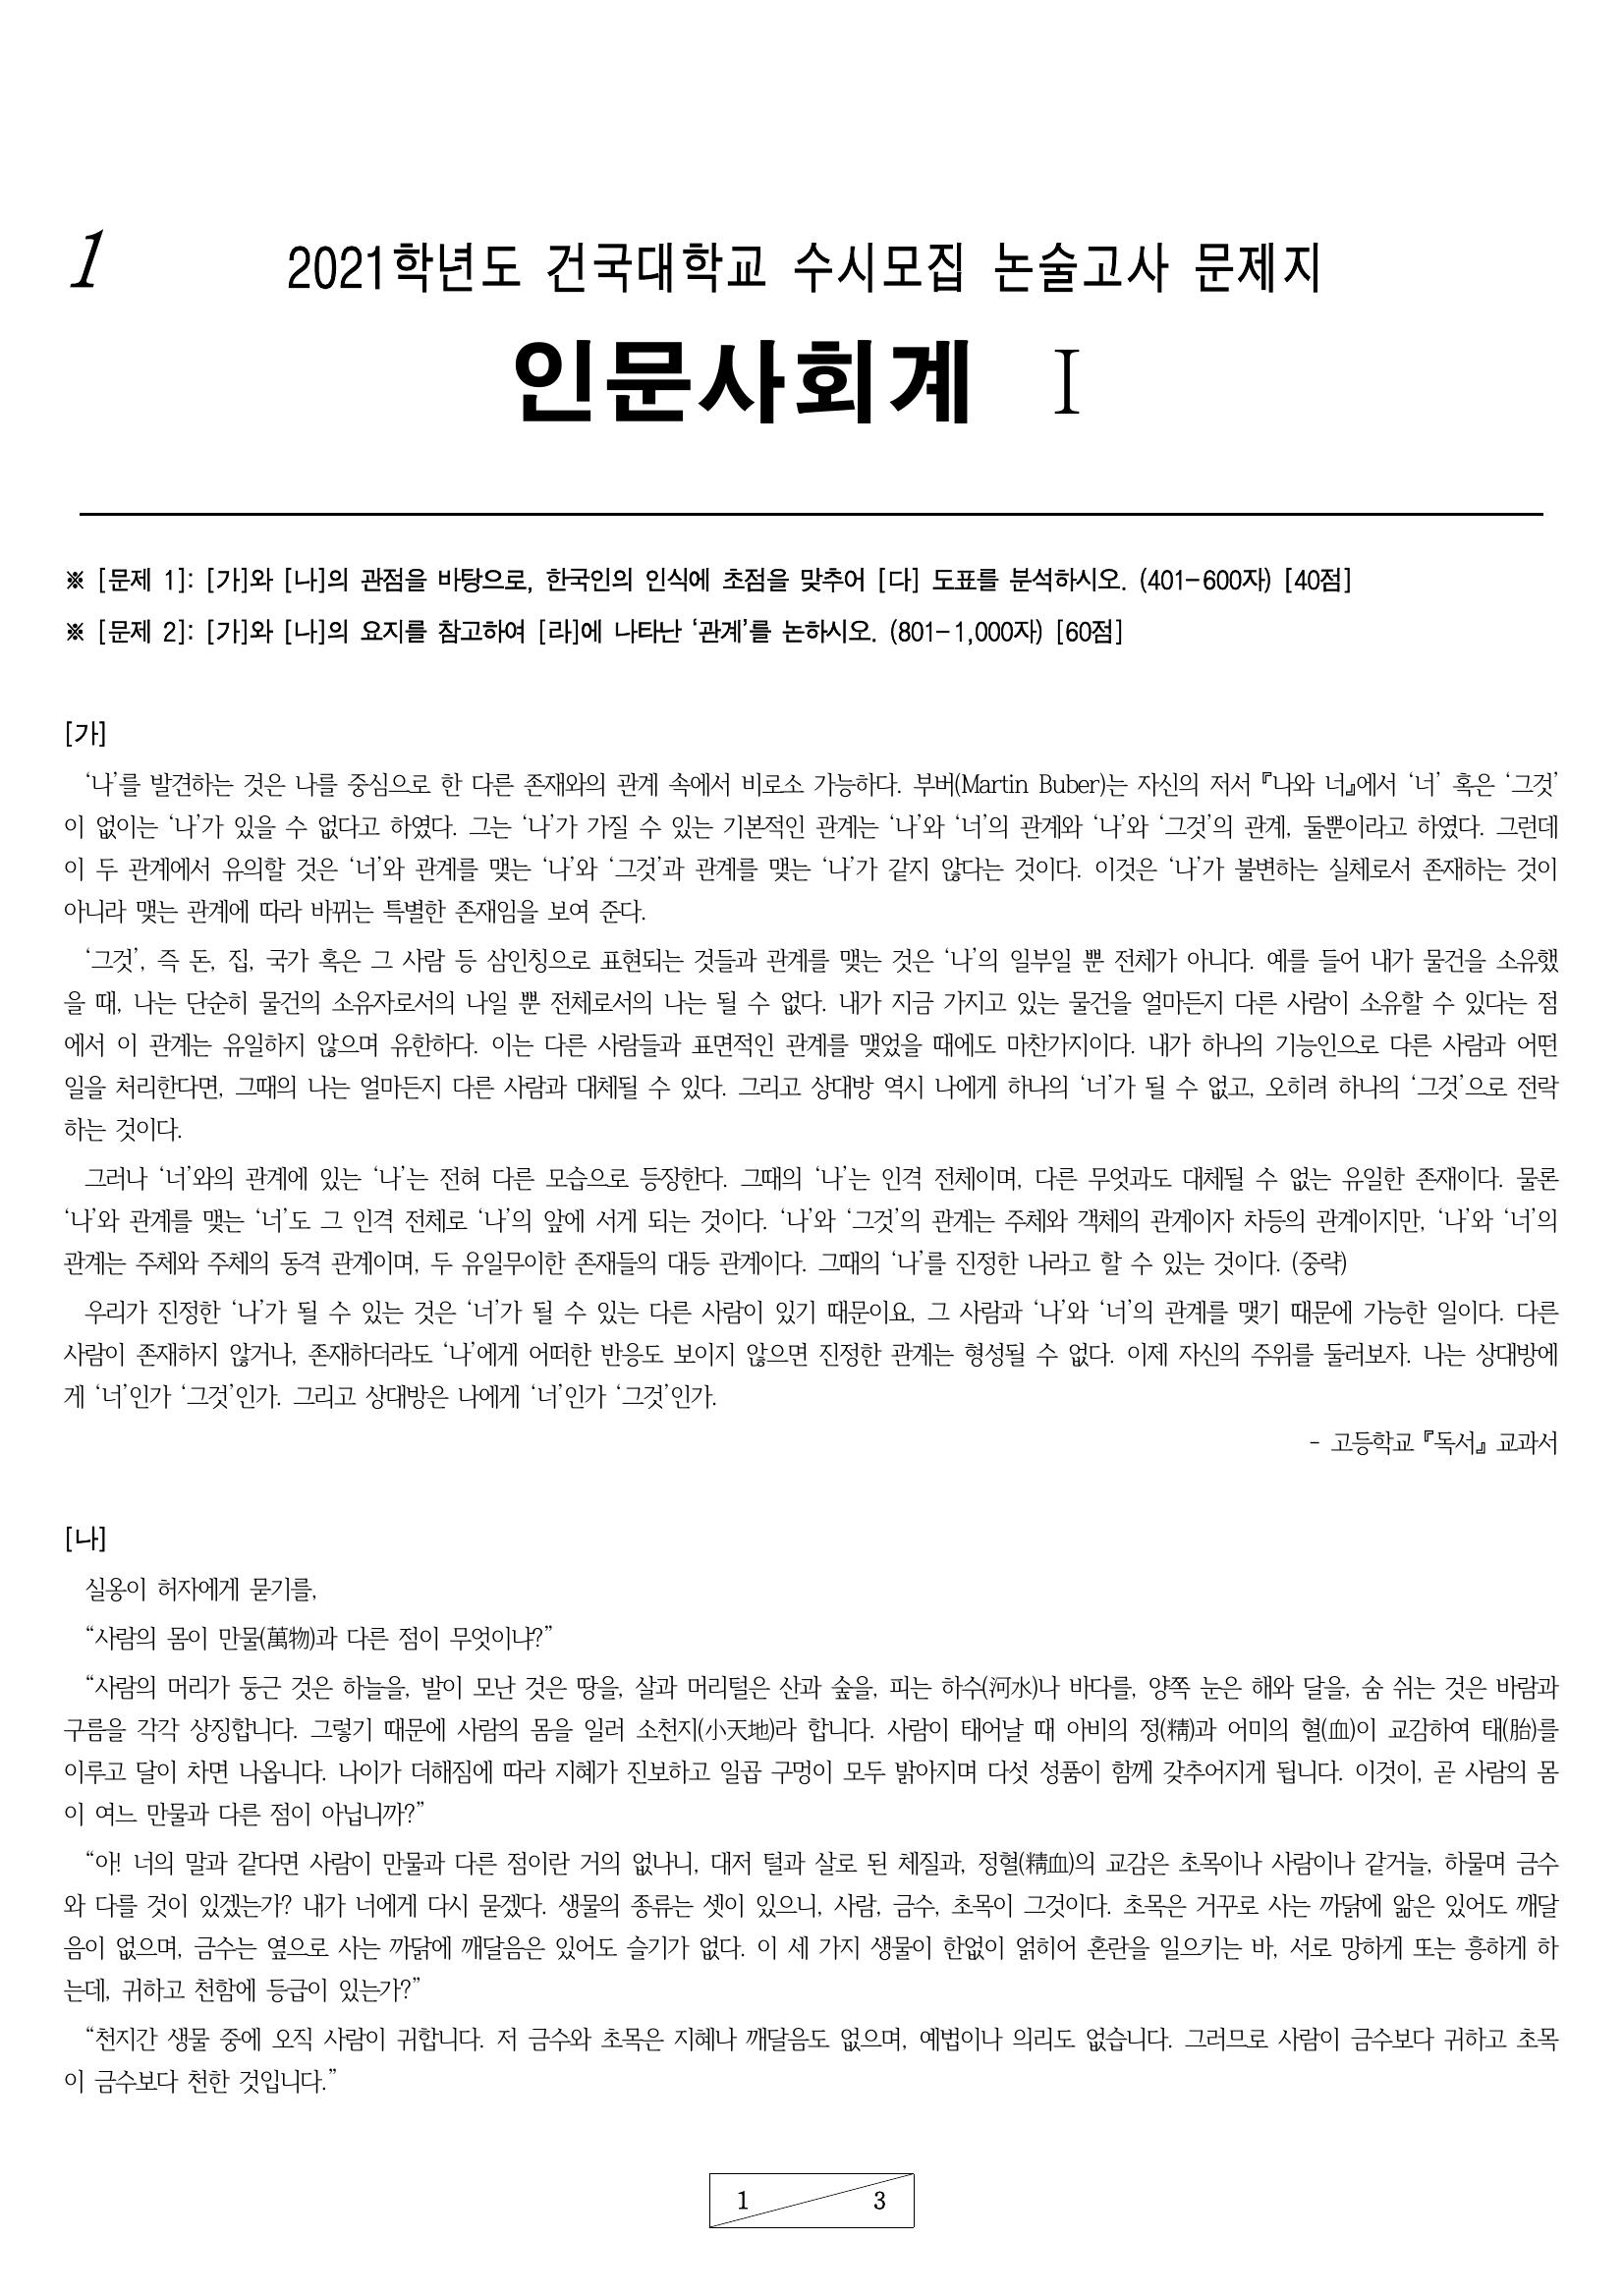 1
2021학년도 건국대학교 수시모집 논술고사 문제지
인문사회계 Ⅰ
※ [문제 1]: [가]와 [나]의 관점을 바탕으로, 한국인의 인식에 초점을 맞추어 [다] 도표를 분석하시오. (401-600자) [40점]
※ [문제 2]: [가]와 [나]의 요지를 참고하여 [라]에 나타난 ‘관계’를 논하시오. (801-1,000자) [60점]
[가]
‘나’를 발견하는 것은 나를 중심으로 한 다른 존재와의 관계 속에서 비로소 가능하다. 부버(Martin Buber)는 자신의 저서 『나와 너』에서 ‘너’ 혹은 ‘그것’
이 없이는 ‘나’가 있을 수 없다고 하였다. 그는 ‘나’가 가질 수 있는 기본적인 관계는 ‘나’와 ‘너’의 관계와 ‘나’와 ‘그것’의 관계, 둘뿐이라고 하였다. 그런데
이 두 관계에서 유의할 것은 ‘너’와 관계를 맺는 ‘나’와 ‘그것’과 관계를 맺는 ‘나’가 같지 않다는 것이다. 이것은 ‘나’가 불변하는 실체로서 존재하는 것이
아니라 맺는 관계에 따라 바뀌는 특별한 존재임을 보여 준다.
‘그것’, 즉 돈, 집, 국가 혹은 그 사람 등 삼인칭으로 표현되는 것들과 관계를 맺는 것은 ‘나’의 일부일 뿐 전체가 아니다. 예를 들어 내가 물건을 소유했
을 때, 나는 단순히 물건의 소유자로서의 나일 뿐 전체로서의 나는 될 수 없다. 내가 지금 가지고 있는 물건을 얼마든지 다른 사람이 소유할 수 있다는 점
에서 이 관계는 유일하지 않으며 유한하다. 이는 다른 사람들과 표면적인 관계를 맺었을 때에도 마찬가지이다. 내가 하나의 기능인으로 다른 사람과 어떤
일을 처리한다면, 그때의 나는 얼마든지 다른 사람과 대체될 수 있다. 그리고 상대방 역시 나에게 하나의 ‘너’가 될 수 없고, 오히려 하나의 ‘그것’으로 전락
하는 것이다.
그러나 ‘너’와의 관계에 있는 ‘나’는 전혀 다른 모습으로 등장한다. 그때의 ‘나’는 인격 전체이며, 다른 무엇과도 대체될 수 없는 유일한 존재이다. 물론
‘나’와 관계를 맺는 ‘너’도 그 인격 전체로 ‘나’의 앞에 서게 되는 것이다. ‘나’와 ‘그것’의 관계는 주체와 객체의 관계이자 차등의 관계이지만, ‘나’와 ‘너’의
관계는 주체와 주체의 동격 관계이며, 두 유일무이한 존재들의 대등 관계이다. 그때의 ‘나’를 진정한 나라고 할 수 있는 것이다. (중략)
우리가 진정한 ‘나’가 될 수 있는 것은 ‘너’가 될 수 있는 다른 사람이 있기 때문이요, 그 사람과 ‘나’와 ‘너’의 관계를 맺기 때문에 가능한 일이다. 다른
사람이 존재하지 않거나, 존재하더라도 ‘나’에게 어떠한 반응도 보이지 않으면 진정한 관계는 형성될 수 없다. 이제 자신의 주위를 둘러보자. 나는 상대방에
게 ‘너’인가 ‘그것’인가. 그리고 상대방은 나에게 ‘너’인가 ‘그것’인가.
- 고등학교 『독서』 교과서
[나]
실옹이 허자에게 묻기를,
“사람의 몸이 만물(萬物)과 다른 점이 무엇이냐?”
“사람의 머리가 둥근 것은 하늘을, 발이 모난 것은 땅을, 살과 머리털은 산과 숲을, 피는 하수(河水)나 바다를, 양쪽 눈은 해와 달을, 숨 쉬는 것은 바람과
구름을 각각 상징합니다. 그렇기 때문에 사람의 몸을 일러 소천지(小天地)라 합니다. 사람이 태어날 때 아비의 정(精)과 어미의 혈(血)이 교감하여 태(胎)를
이루고 달이 차면 나옵니다. 나이가 더해짐에 따라 지혜가 진보하고 일곱 구멍이 모두 밝아지며 다섯 성품이 함께 갖추어지게 됩니다. 이것이, 곧 사람의 몸
이 여느 만물과 다른 점이 아닙니까?”
“아! 너의 말과 같다면 사람이 만물과 다른 점이란 거의 없나니, 대저 털과 살로 된 체질과, 정혈(精血)의 교감은 초목이나 사람이나 같거늘, 하물며 금수
와 다를 것이 있겠는가? 내가 너에게 다시 묻겠다. 생물의 종류는 셋이 있으니, 사람, 금수, 초목이 그것이다. 초목은 거꾸로 사는 까닭에 앎은 있어도 깨달
음이 없으며, 금수는 옆으로 사는 까닭에 깨달음은 있어도 슬기가 없다. 이 세 가지 생물이 한없이 얽히어 혼란을 일으키는 바, 서로 망하게 또는 흥하게 하
는데, 귀하고 천함에 등급이 있는가?”
“천지간 생물 중에 오직 사람이 귀합니다. 저 금수와 초목은 지혜나 깨달음도 없으며, 예법이나 의리도 없습니다. 그러므로 사람이 금수보다 귀하고 초목
이 금수보다 천한 것입니다.”
1 3